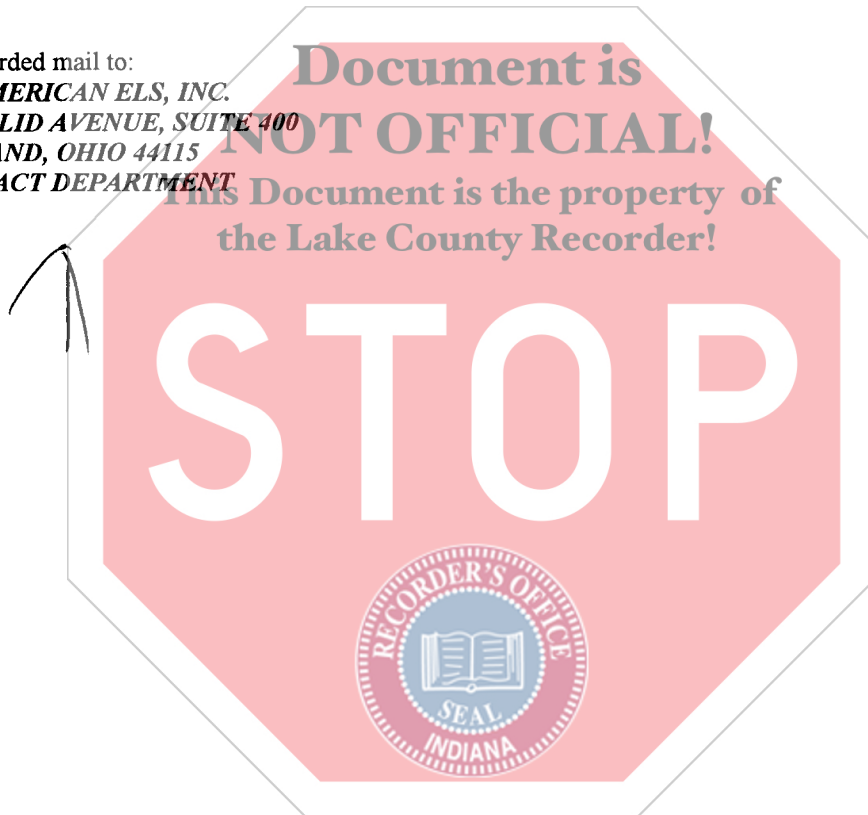 rded mail to:
MERICAN ELS, INC.
LID AVENUE, SUITE 400
AND, OHIO 44115
ACT DEPARTMENT
Document is
NOT OFFICIAL!
This Document is the property of
the Lake County Recorder!
STOP
RECORDER'S OFFICE
SEAL
INDIANA